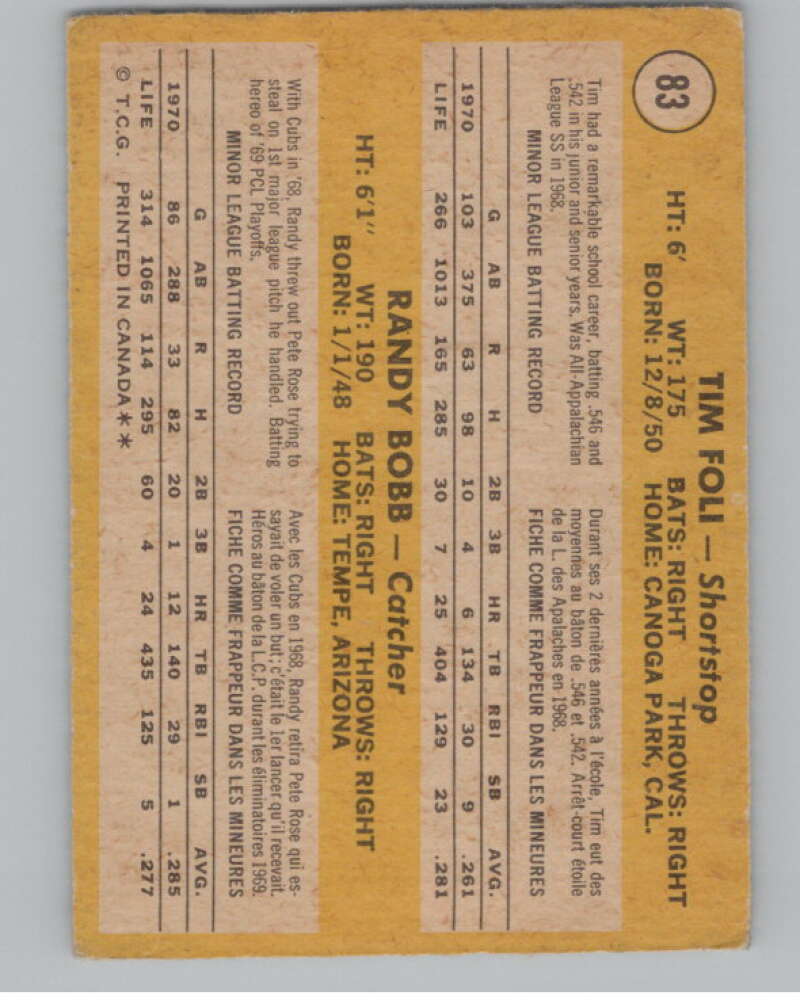 83
TIM FOLI — Shortstop
HT: 6' WT: 175 BATS: RIGHT THROWS: RIGHT
BORN: 12/8/50 HOME: CANOGA PARK, CAL.
Tim had a remarkable school career, batting .546 and
.542 in his junior and senior years. Was All-Appalachian
League SS in 1968.
Durant ses 2 dernières années à l'école, Tim eut des
moyennes au bâton de .546 et .542. Arrêt-court étoile
de la L. des Apalaches en 1968.
MINOR LEAGUE BATTING RECORD FICHE COMME FRAPPEUR DANS LES MINEURES
G AB R H 2B 3B HR TB RBI SB AVG.
1970 103 375 63 98 10 4 6 134 30 9 .261
LIFE 266 1013 165 285 30 7 25 404 129 23 .281
RANDY BOBB — Catcher
HT: 6'1" WT: 190 BATS: RIGHT THROWS: RIGHT
BORN: 1/1/48 HOME: TEMPE, ARIZONA
With Cubs in '68, Randy threw out Pete Rose trying to
steal on 1st major league pitch he handled. Batting
hereo of '69 PCL Playoffs.
Avec les Cubs en 1968, Randy retira Pete Rose qui es-
sayait de voler un but; c'était le 1er lancer qu'il recevait.
Héros au bâton de la L.C.P. durant les éliminatoires 1969.
MINOR LEAGUE BATTING RECORD FICHE COMME FRAPPEUR DANS LES MINEURES
G AB R H 2B 3B HR TB RBI SB AVG.
1970 86 288 33 82 20 1 12 140 29 1 .285
LIFE 314 1065 114 295 60 4 24 435 125 5 .277
© T.C.G. PRINTED IN CANADA**